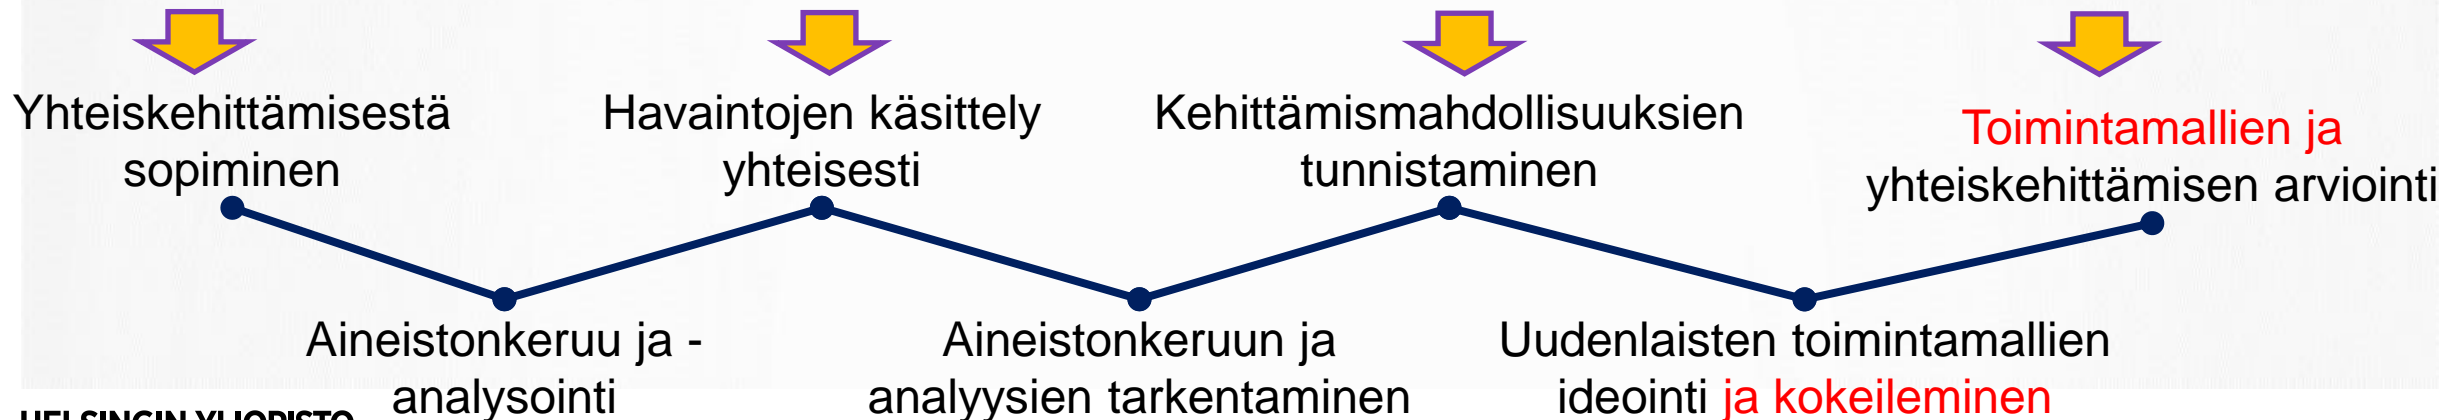 Yhteiskehittämisestä
sopiminen
Havaintojen käsittely
yhteisesti
Kehittämismahdollisuuksien
tunnistaminen
Toimintamallien ja
yhteiskehittämisen arviointi
Aineistonkeruu ja -
analysointi
Aineistonkeruun ja
analyysien tarkentaminen
Uudenlaisten toimintamallien
ideointi ja kokeileminen
HELSINGIN YLIOPISTO